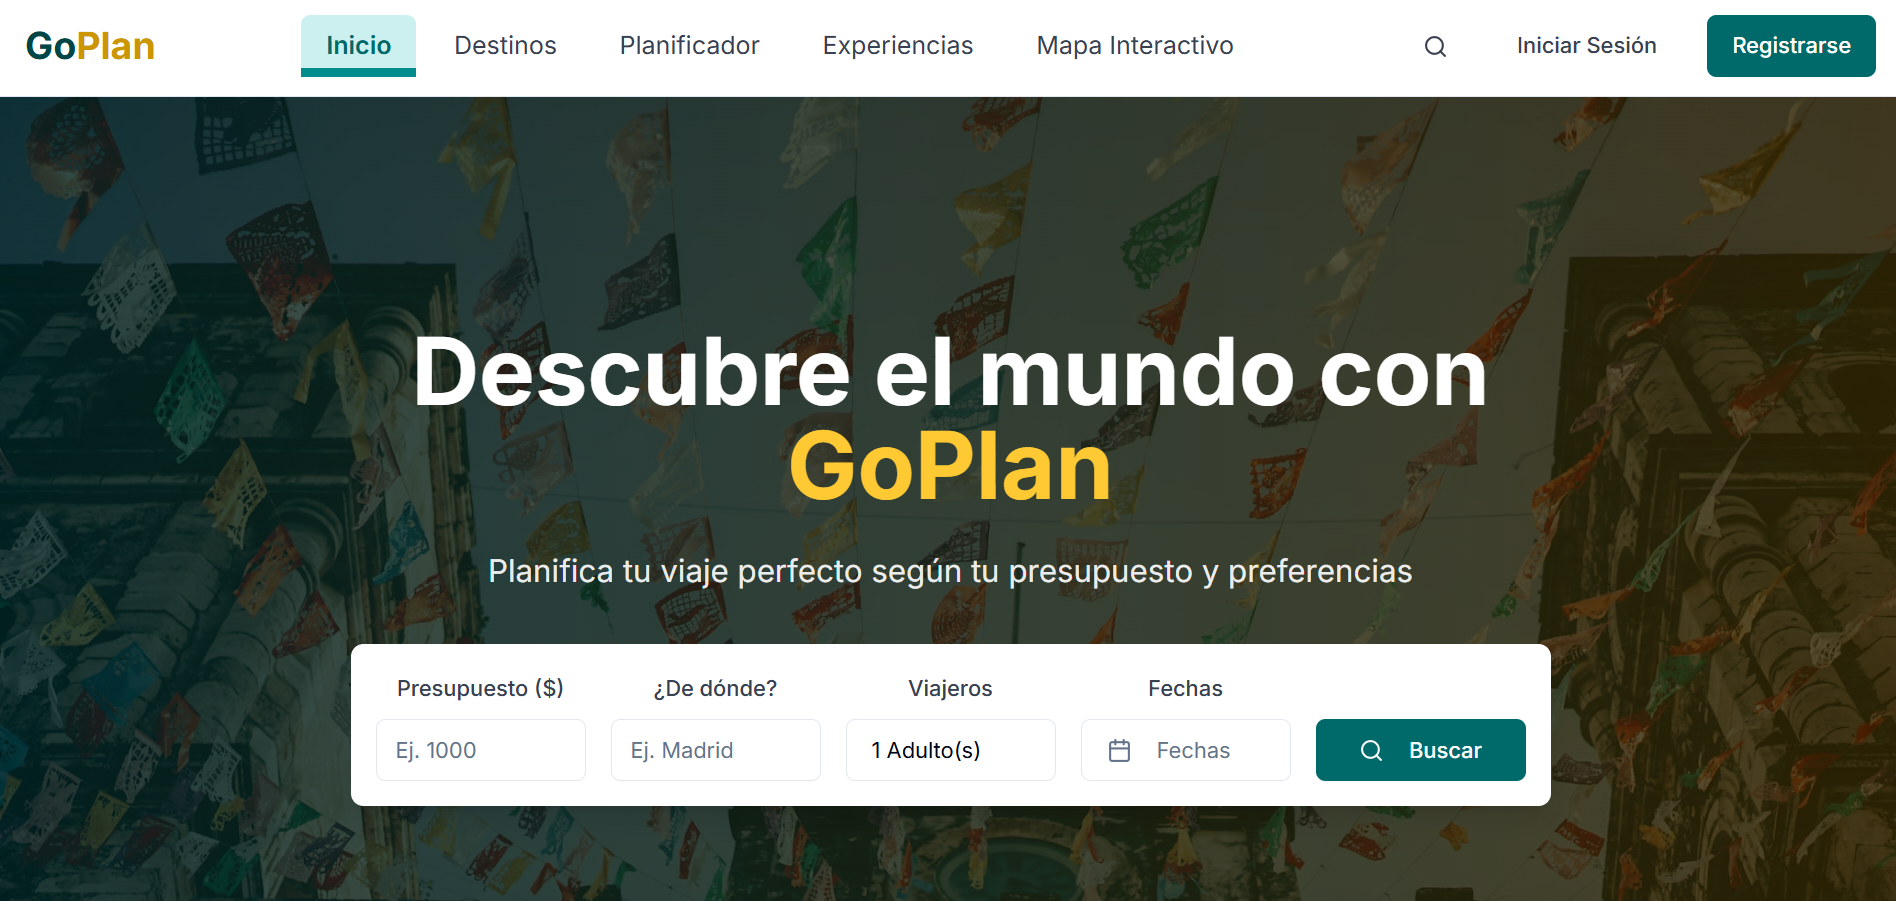 GoPlan
Inicio
Destinos
Planificador
Experiencias
Mapa Interactivo
Iniciar Sesión
Registrarse
Descubre el mundo con
GoPlan
Planifica tu viaje perfecto según tu presupuesto y preferencias
Presupuesto ($)
¿De dónde?
Viajeros
Fechas
Ej. 1000
Ej. Madrid
1 Adulto(s)
Fechas
Buscar